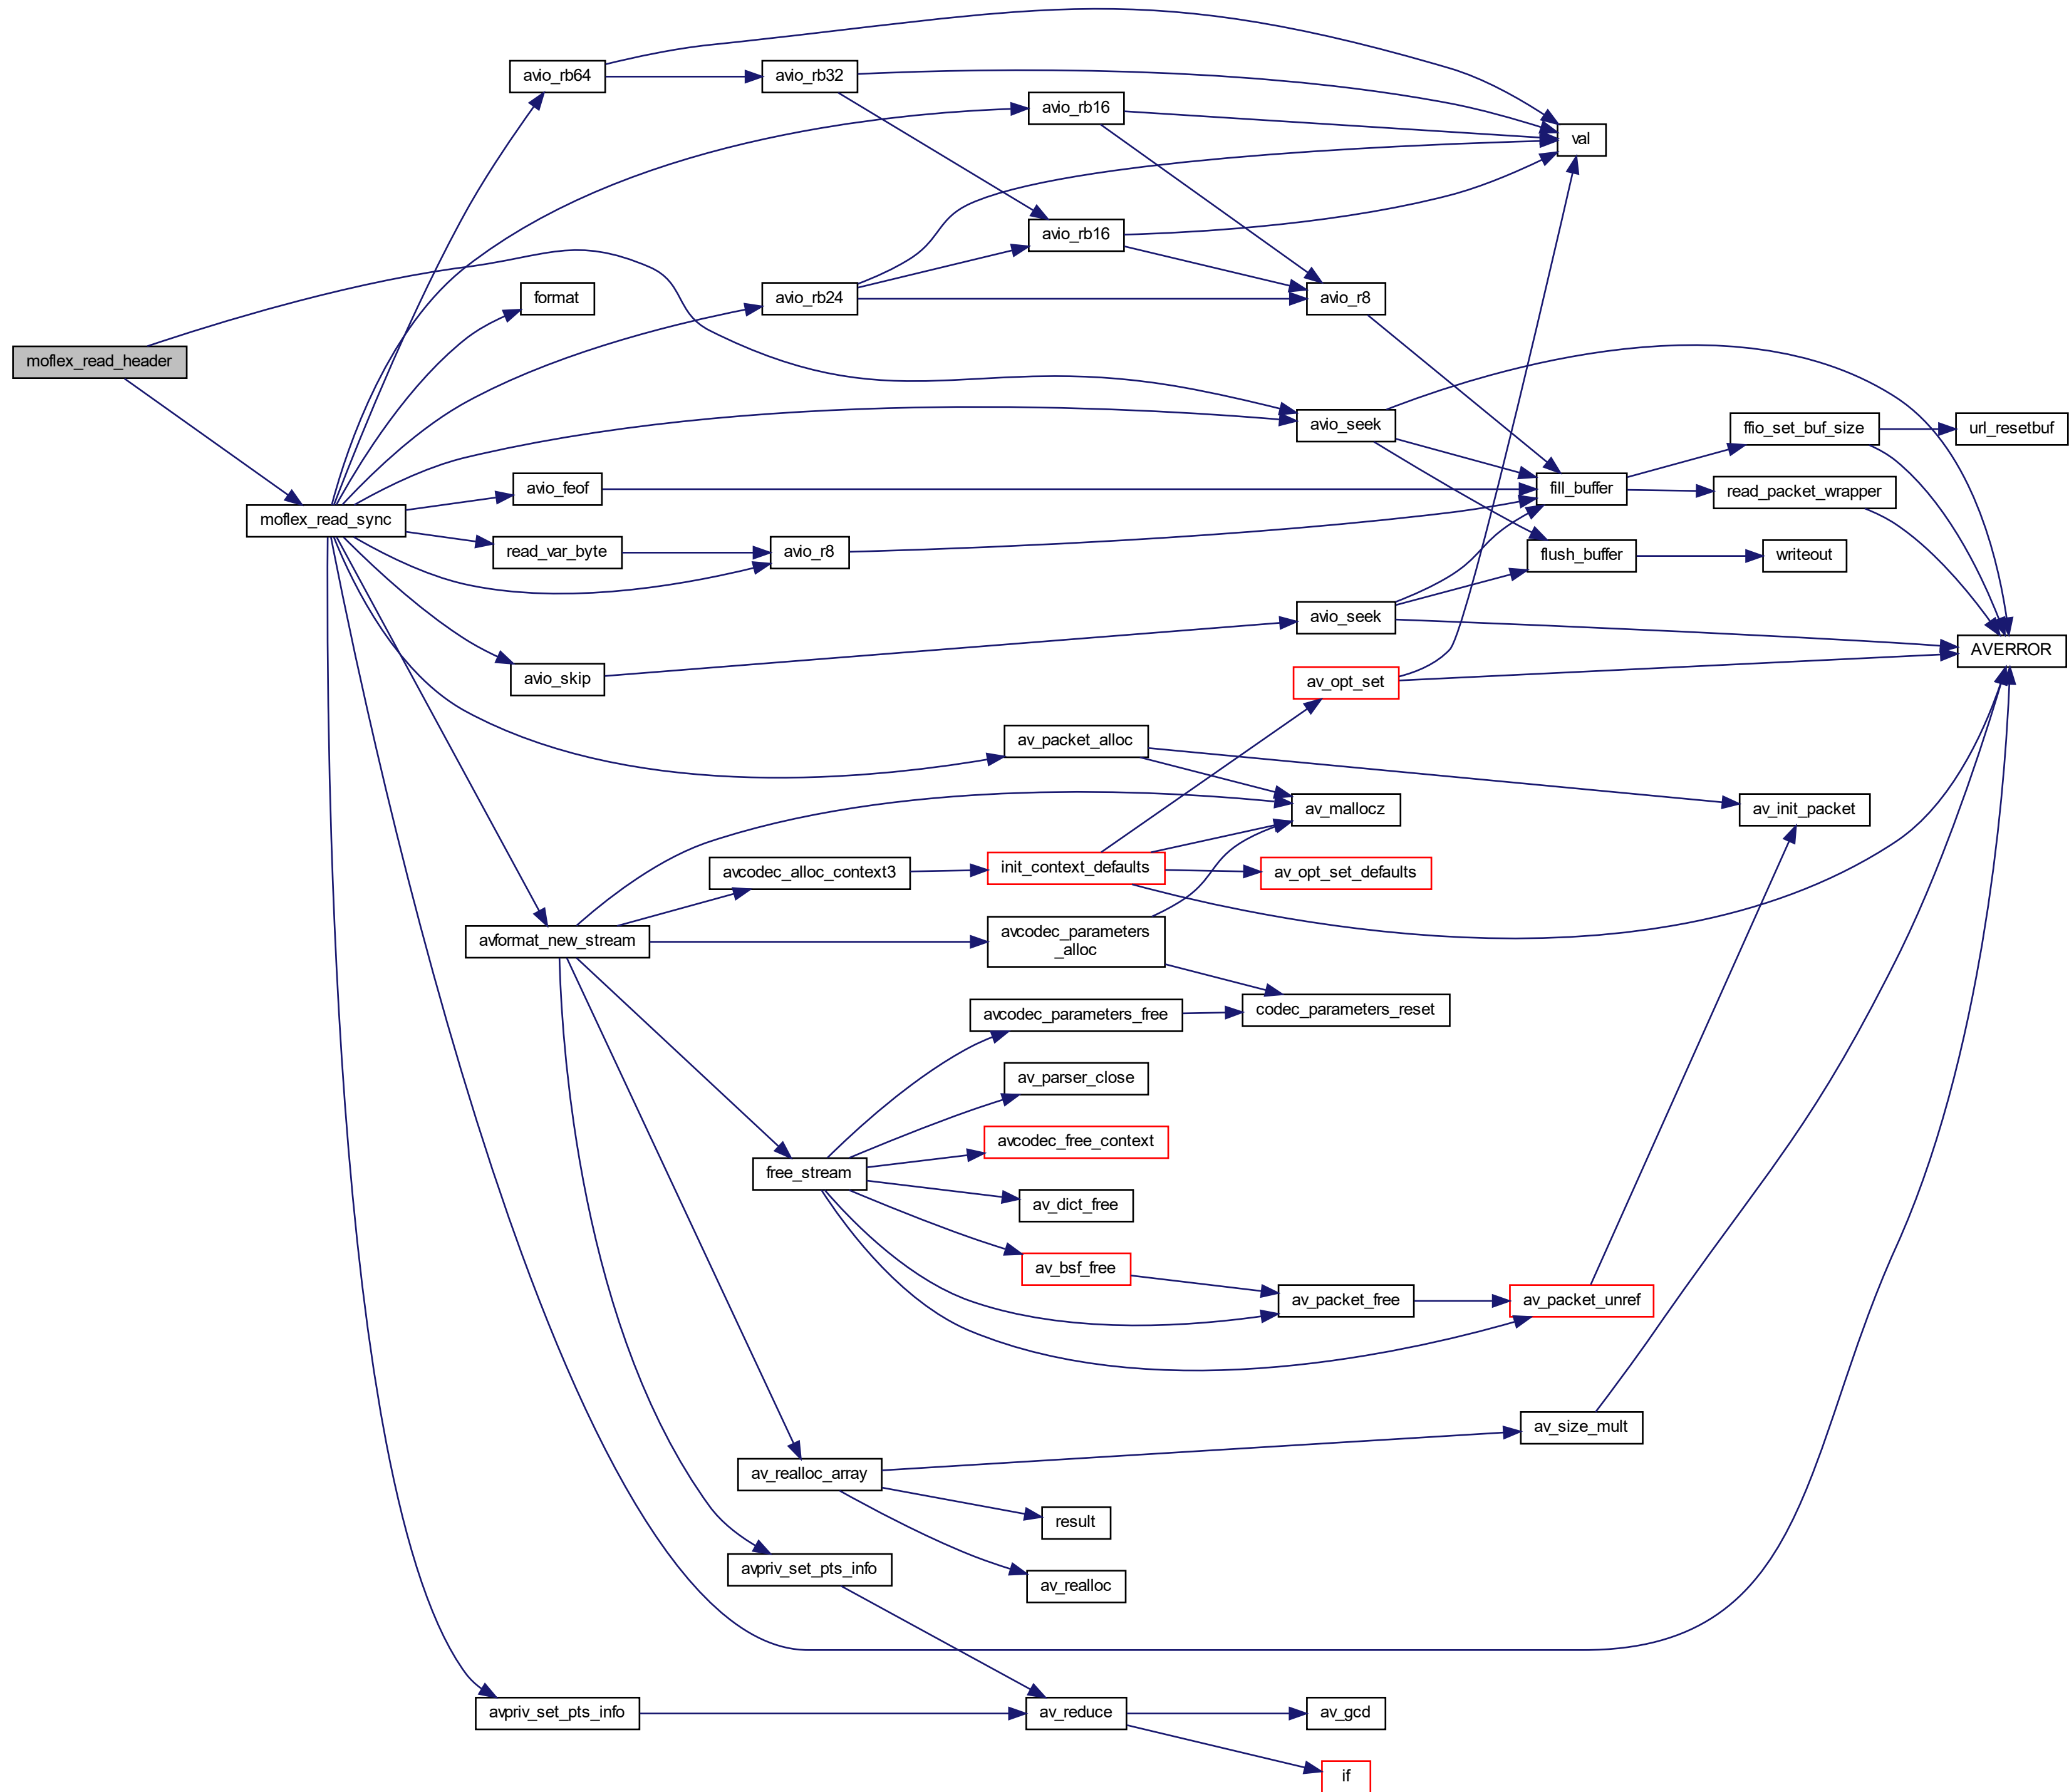 avio_rb64
avio_rb32
avio_rb16
val
avio_rb16
format
avio_rb24
avio_r8
moflex_read_header
avio_seek
ffio_set_buf_size
url_resetbuf
avio_feof
fill_buffer
read_packet_wrapper
moflex_read_sync
read_var_byte
avio_r8
flush_buffer
writeout
avio_seek
AVERROR
avio_skip
av_opt_set
av_packet_alloc
av_mallocz
av_init_packet
avcodec_alloc_context3
init_context_defaults
av_opt_set_defaults
avformat_new_stream
avcodec_parameters
_alloc
avcodec_parameters_free
codec_parameters_reset
av_parser_close
avcodec_free_context
free_stream
av_dict_free
av_bsf_free
av_packet_free
av_packet_unref
av_size_mult
av_realloc_array
result
avpriv_set_pts_info
av_realloc
avpriv_set_pts_info
av_reduce
av_gcd
if